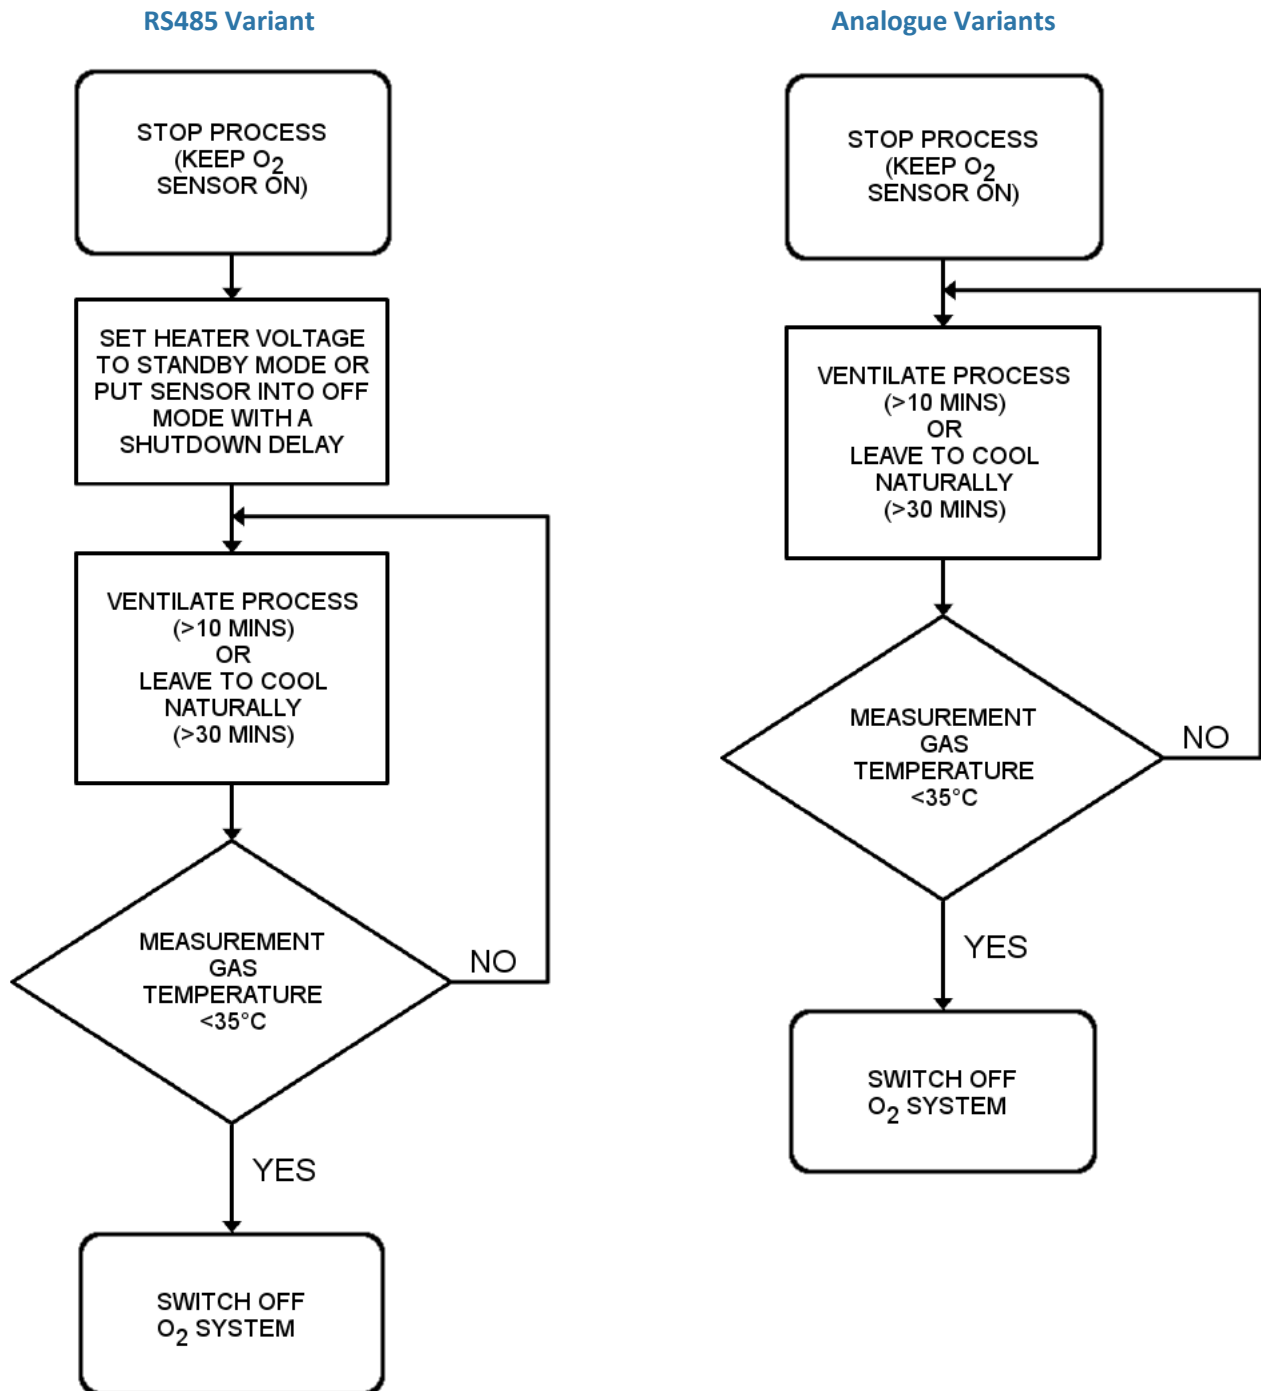 RS485 Variant
STOP PROCESS
(KEEP O2
SENSOR ON)
SET HEATER VOLTAGE
TO STANDBY MODE OR
PUT SENSOR INTO OFF
MODE WITH A
SHUTDOWN DELAY
VENTILATE PROCESS
(>10 MINS)
OR
LEAVE TO COOL
NATURALLY
(>30 MINS)
MEASUREMENT
GAS
TEMPERATURE
<35°C
NO
YES
SWITCH OFF
O2 SYSTEM
Analogue Variants
STOP PROCESS
(KEEP O2
SENSOR ON)
VENTILATE PROCESS
(>10 MINS)
OR
LEAVE TO COOL
NATURALLY
(>30 MINS)
MEASUREMENT
GAS
TEMPERATURE
<35°C
NO
YES
SWITCH OFF
O2 SYSTEM